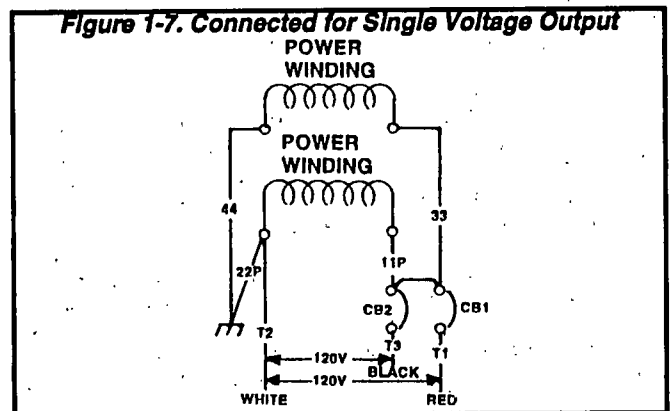 Figure 1-7. Connected for Single Voltage Output
POWER
WINDING
POWER
WINDING
44
33
22P
11P
CB2
CB1
T2
T3
T1
120V
BLACK
120V
WHITE
RED